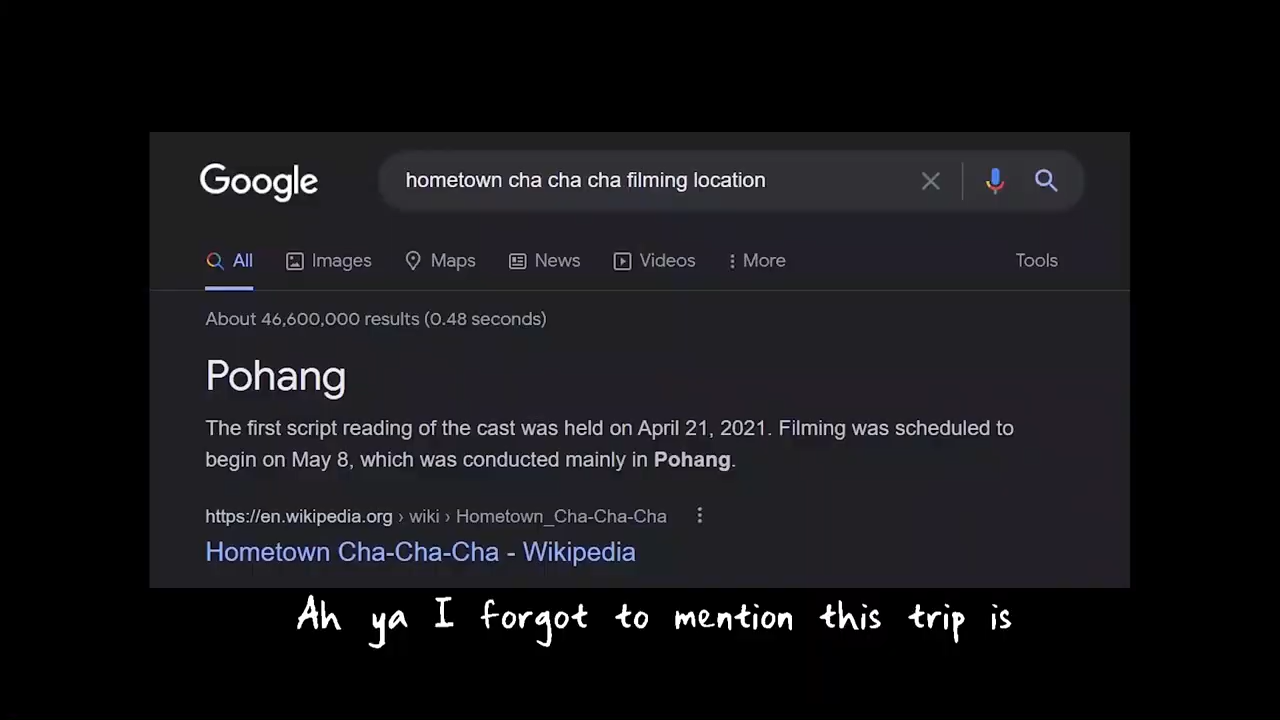 Google
hometown cha cha cha filming location
All Images Maps News Videos More Tools
About 46,600,000 results (0.48 seconds)
Pohang
The first script reading of the cast was held on April 21, 2021. Filming was scheduled to
begin on May 8, which was conducted mainly in Pohang.
https://en.wikipedia.org › wiki › Hometown_Cha-Cha-Cha
Hometown Cha-Cha-Cha - Wikipedia
Ah ya I forgot to mention this trip is